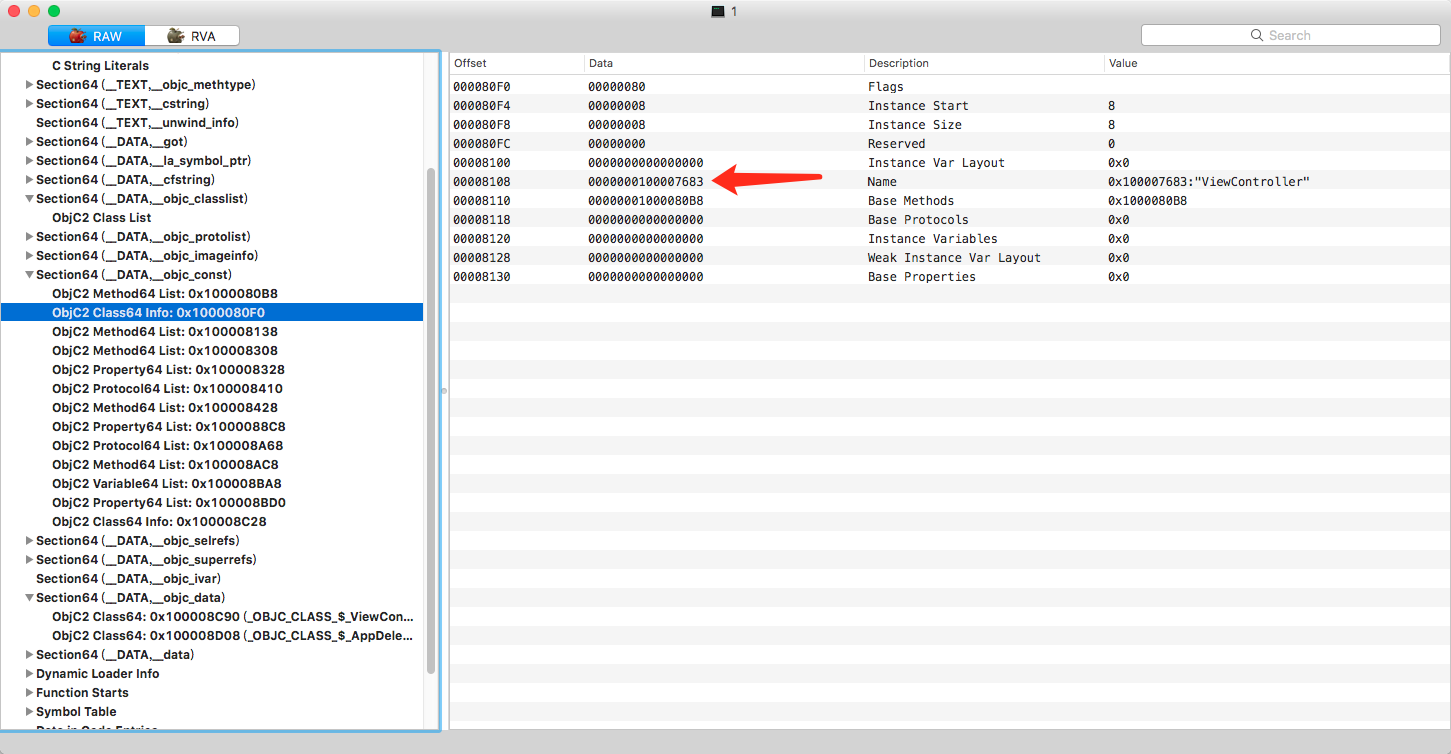 1
RAW RVA Search
C String Literals
Section64 (__TEXT,__objc_methtype)
Section64 (__TEXT,__cstring)
Section64 (__TEXT,__unwind_info)
Section64 (__DATA,__got)
Section64 (__DATA,__la_symbol_ptr)
Section64 (__DATA,__cfstring)
Section64 (__DATA,__objc_classlist)
ObjC2 Class List
Section64 (__DATA,__objc_protolist)
Section64 (__DATA,__objc_imageinfo)
Section64 (__DATA,__objc_const)
ObjC2 Method64 List: 0x1000080B8
ObjC2 Class64 Info: 0x1000080F0
ObjC2 Method64 List: 0x100008138
ObjC2 Method64 List: 0x100008308
ObjC2 Property64 List: 0x100008328
ObjC2 Protocol64 List: 0x100008410
ObjC2 Method64 List: 0x100008428
ObjC2 Property64 List: 0x1000088C8
ObjC2 Protocol64 List: 0x100008A68
ObjC2 Method64 List: 0x100008AC8
ObjC2 Variable64 List: 0x100008BA8
ObjC2 Property64 List: 0x100008BD0
ObjC2 Class64 Info: 0x100008C28
Section64 (__DATA,__objc_selrefs)
Section64 (__DATA,__objc_superrefs)
Section64 (__DATA,__objc_ivar)
Section64 (__DATA,__objc_data)
ObjC2 Class64: 0x100008C90 (_OBJC_CLASS_$_ViewCon...
ObjC2 Class64: 0x100008D08 (_OBJC_CLASS_$_AppDele...
Section64 (__DATA,__data)
Dynamic Loader Info
Function Starts
Symbol Table
Offset Data Description Value
000080F0 00000080 Flags
000080F4 00000008 Instance Start 8
000080F8 00000008 Instance Size 8
000080FC 00000000 Reserved 0
00008100 0000000000000000 Instance Var Layout 0x0
00008108 0000000100007683 Name 0x100007683:"ViewController"
00008110 00000001000080B8 Base Methods 0x1000080B8
00008118 0000000000000000 Base Protocols 0x0
00008120 0000000000000000 Instance Variables 0x0
00008128 0000000000000000 Weak Instance Var Layout 0x0
00008130 0000000000000000 Base Properties 0x0